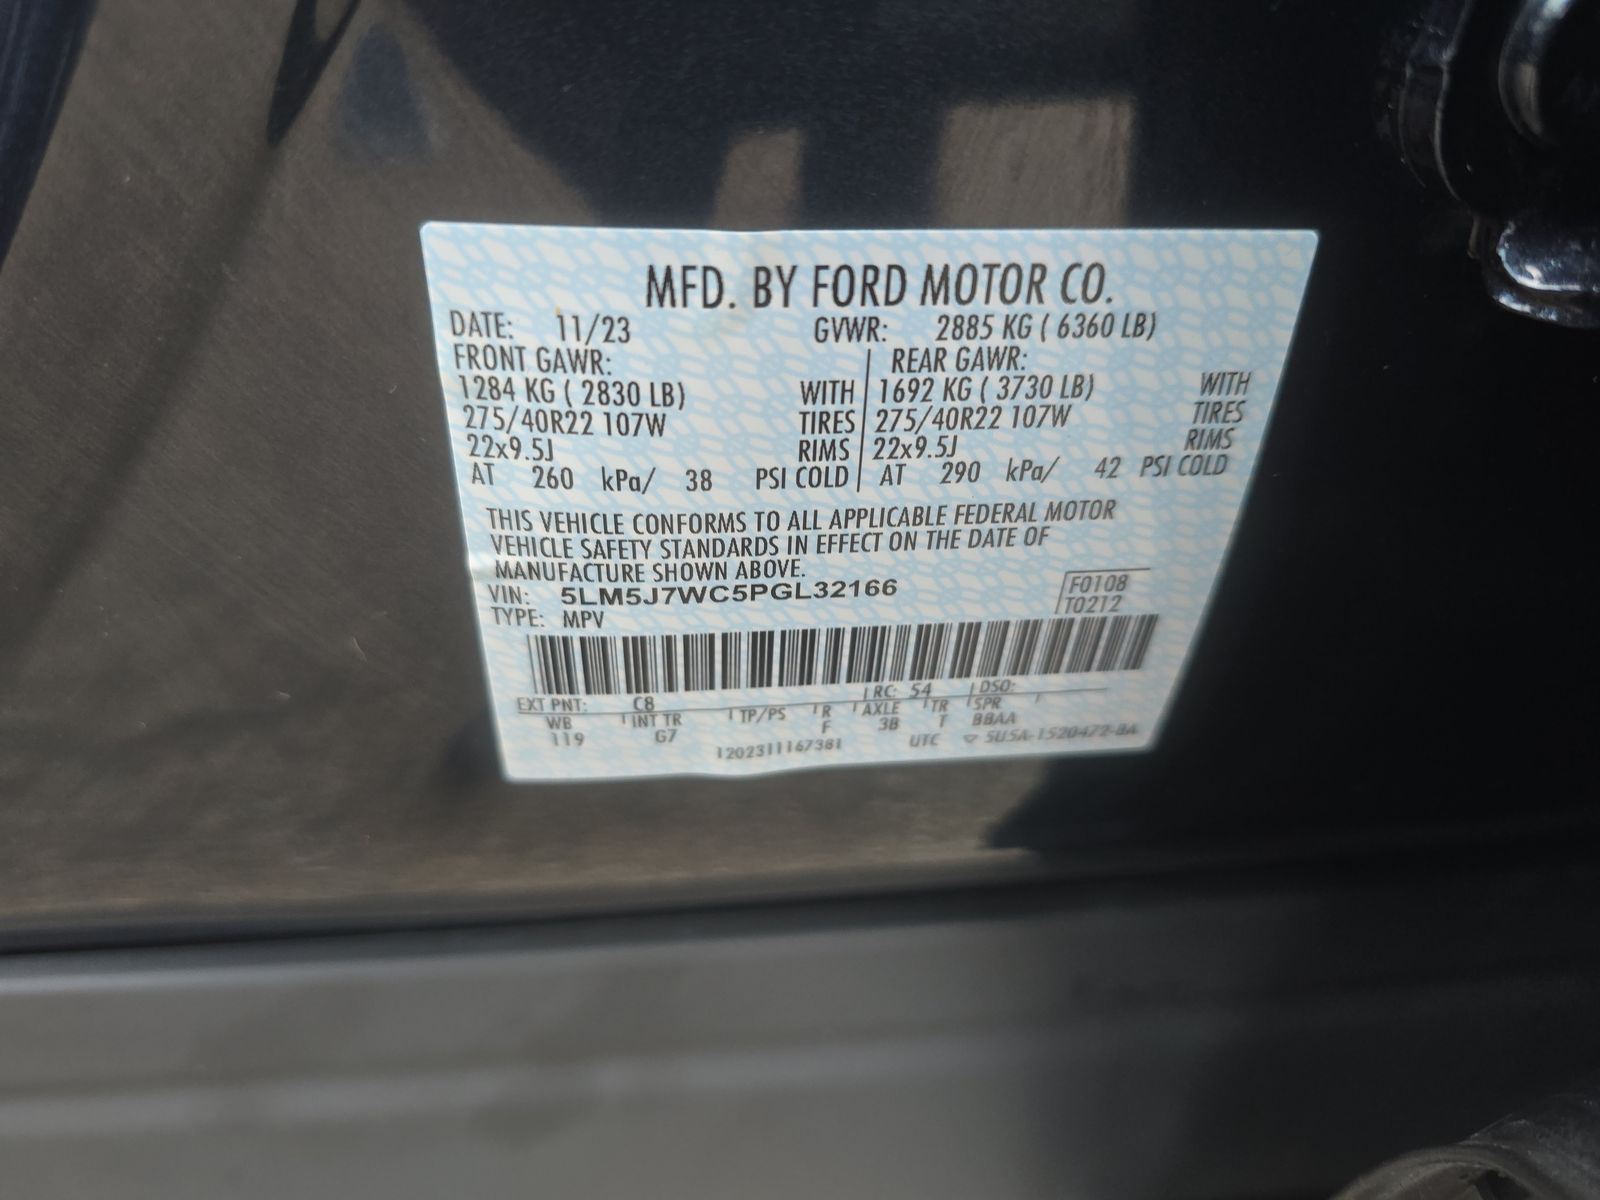 MFD. BY FORD MOTOR CO.
DATE: 11/23 GVWR: 2885 KG ( 6360 LB)
FRONT GAWR: REAR GAWR:
1284 KG ( 2830 LB) WITH 1692 KG ( 3730 LB) WITH
275/40R22 107W TIRES 275/40R22 107W TIRES
22x9.5J RIMS 22x9.5J RIMS
AT 260 kPa/ 38 PSI COLD AT 290 kPa/ 42 PSI COLD
THIS VEHICLE CONFORMS TO ALL APPLICABLE FEDERAL MOTOR
VEHICLE SAFETY STANDARDS IN EFFECT ON THE DATE OF
MANUFACTURE SHOWN ABOVE.
VIN: 5LM5J7WC5PGL32166 F0108
TYPE: MPV T0212
EXT PNT: C8 RC: 54 DSO:
WB INT TR TP/PS R AXLE TR SPR
119 G7 F 3B T BBAA
1202311167381 UTC 5U5A-1520472-BA